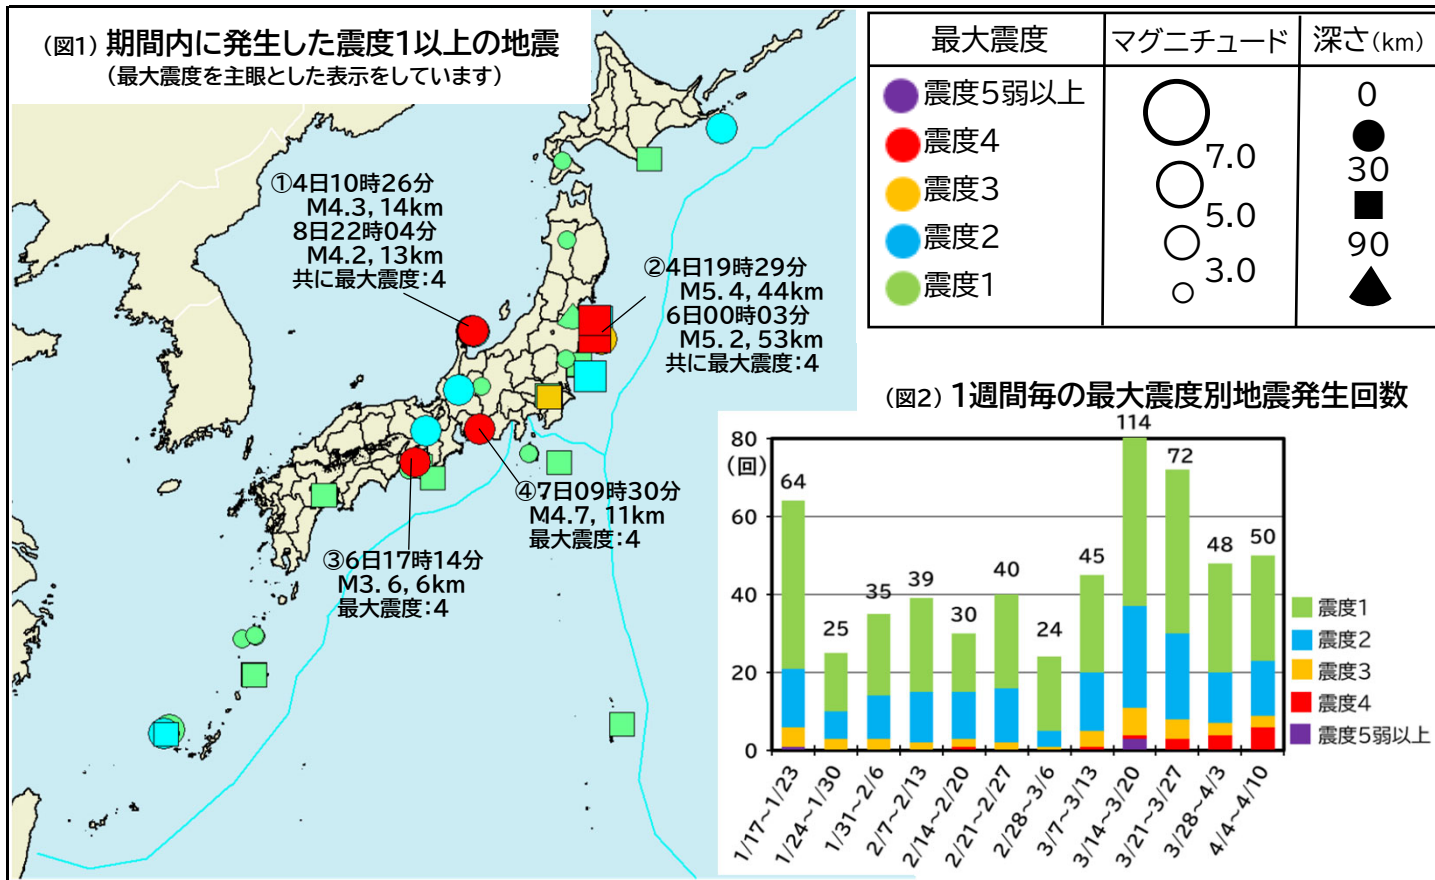 (図1) 期間内に発生した震度1以上の地震
(最大震度を主眼とした表示をしています)
①4日10時26分
M4.3, 14km
8日22時04分
M4.2, 13km
共に最大震度:4
②4日19時29分
M5.4, 44km
6日00時03分
M5.2, 53km
共に最大震度:4
④7日09時30分
M4.7, 11km
最大震度:4
③6日17時14分
M3.6, 6km
最大震度:4
最大震度 マグニチュード 深さ(km)
震度5弱以上
震度4
震度3
震度2
震度1
7.0
5.0
3.0
0
30
90
(図2) 1週間毎の最大震度別地震発生回数
(回)
80
60
40
20
0
64
25
35
39
30
40
24
45
114
72
48
50
1/17~1/23
1/24~1/30
1/31~2/6
2/7~2/13
2/14~2/20
2/21~2/27
2/28~3/6
3/7~3/13
3/14~3/20
3/21~3/27
3/28~4/3
4/4~4/10
震度1
震度2
震度3
震度4
震度5弱以上